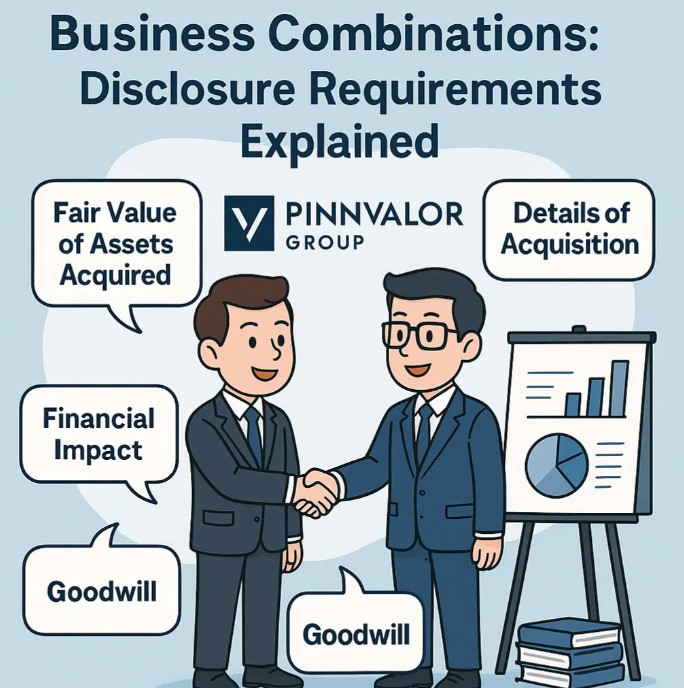 Business Combinations:
Disclosure Requirements
Explained
Fair Value
of Assets
Acquired
PINNVALOR
GROUP
Details of
Acquisition
Financial
Impact
Goodwill
Goodwill